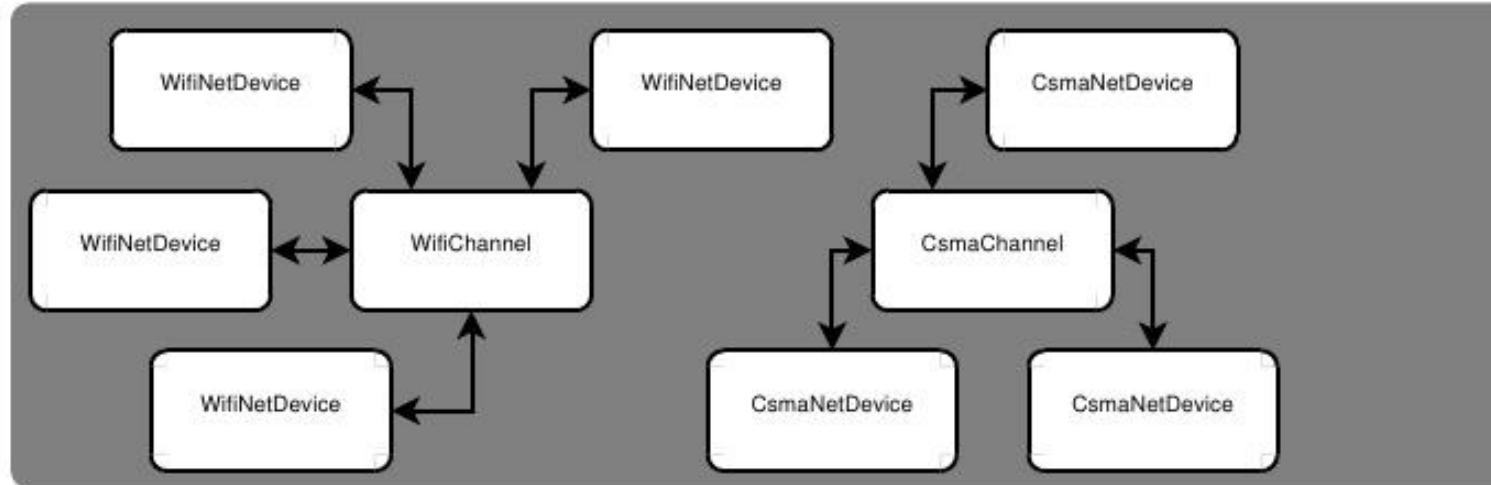 WifiNetDevice
WifiNetDevice
CsmaNetDevice
WifiNetDevice
WifiChannel
CsmaChannel
WifiNetDevice
CsmaNetDevice
CsmaNetDevice